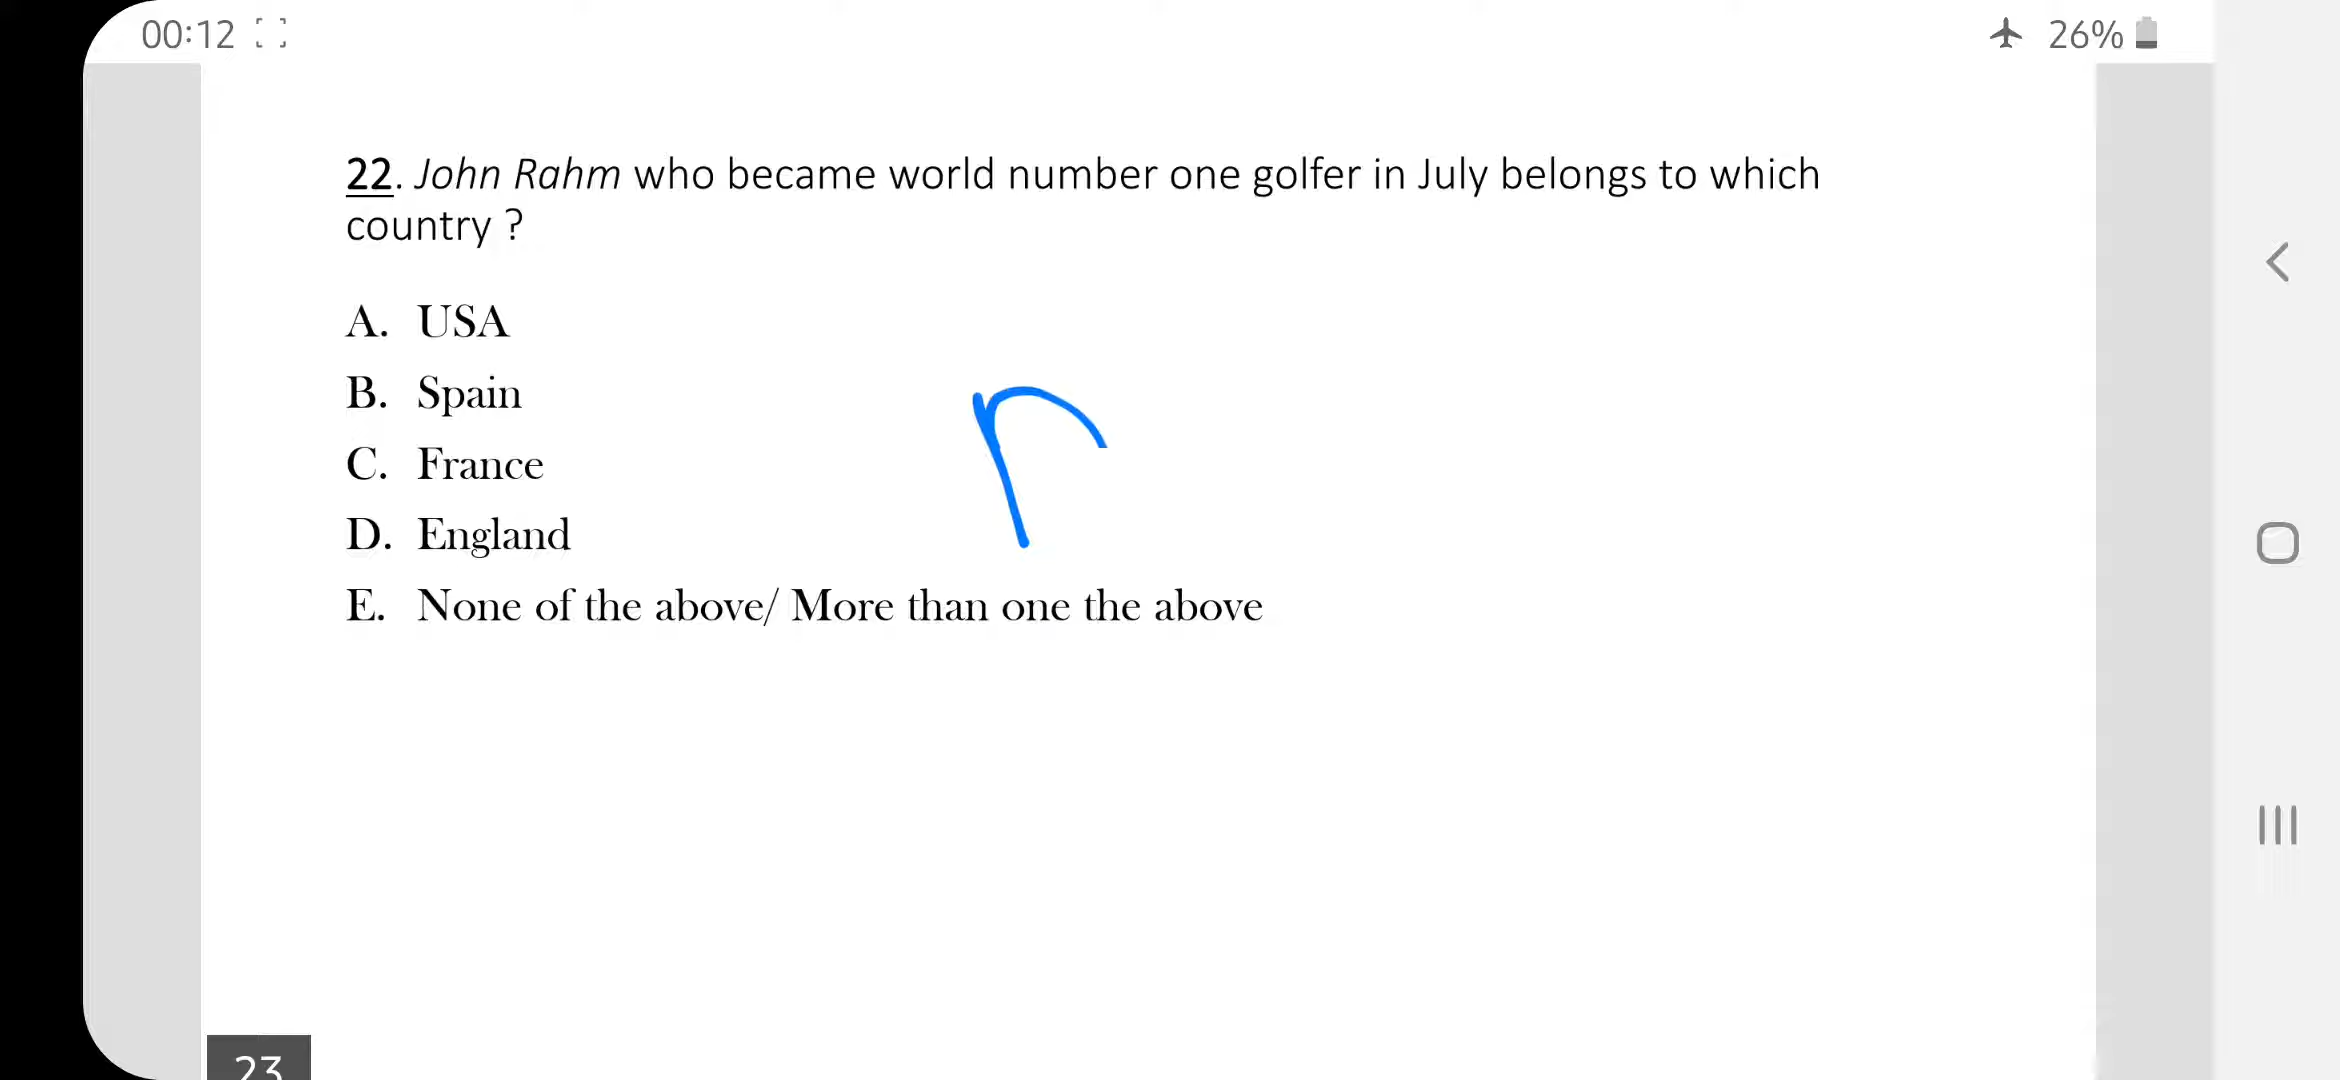 00:12
26%
22. John Rahm who became world number one golfer in July belongs to which
country ?
A. USA
B. Spain
C. France
D. England
E. None of the above/ More than one the above
23